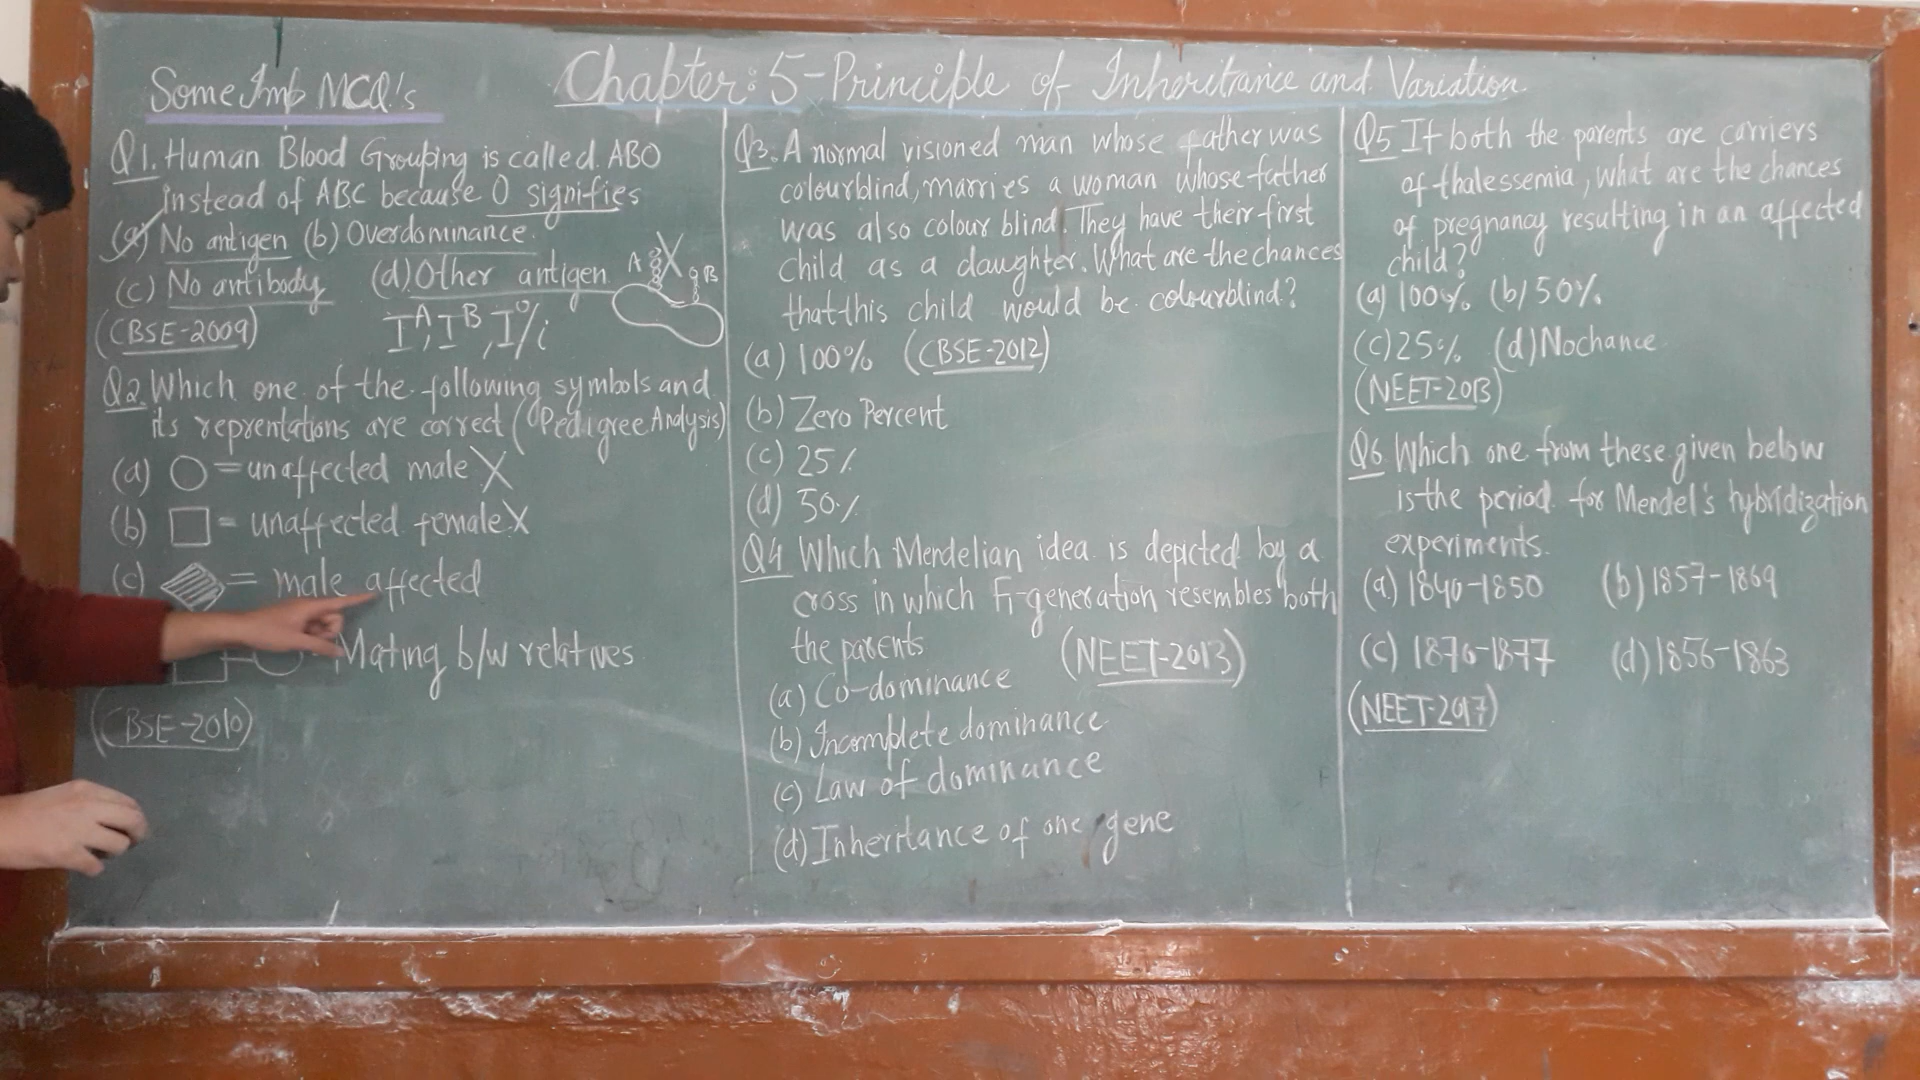 Some Imp MCQ's
Chapter: 5-Principle of Inheritance and Variation
Q1. Human Blood Grouping is called ABO
instead of ABC because O signifies
(a) No antigen (b) Overdominance.
(c) No antibody (d) Other antigen
A B
(CBSE-2009) I^A, I^B, I^O/i
Q2. Which one of the following symbols and
its reprentations are correct (Pedigree Analysis)
(a) ○ = unaffected male X
(b) □ = unaffected female X
(c) = male affected
Mating b/w relatives
(CBSE-2010)
Q3. A normal visioned man whose father was
colourblind, marries a woman whose father
was also colour blind. They have their first
child as a daughter. What are the chances
that this child would be colourblind?
(a) 100% (CBSE-2012)
(b) Zero Percent
(c) 25%
(d) 50%
Q4 Which Mendelian idea is depicted by a
cross in which F1-generation resembles both
the parents (NEET-2013)
(a) Co-dominance
(b) Incomplete dominance
(c) Law of dominance
(d) Inheritance of one gene
Q5 If both the parents are carriers
of thalessemia, what are the chances
of pregnancy resulting in an affected
child?
(a) 100% (b) 50%
(c) 25% (d) No chance
(NEET-2013)
Q6 Which one from these given below
is the period for Mendel's hybridization
experiments.
(a) 1840-1850 (b) 1857-1869
(c) 1870-1877 (d) 1856-1863
(NEET-2017)